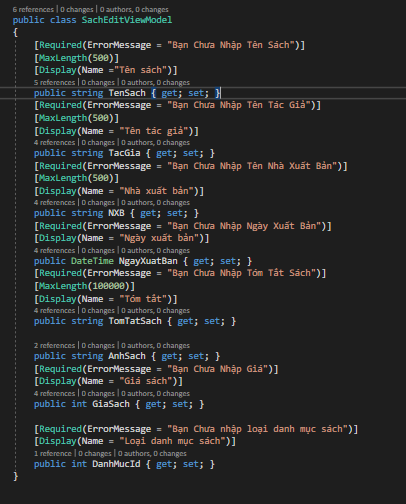 6 references | 0 changes | 0 authors, 0 changes
public class SachEditViewModel
{
[Required(ErrorMessage = "Bạn Chưa Nhập Tên Sách")]
[MaxLength(500)]
[Display(Name ="Tên sách")]
5 references | 0 changes | 0 authors, 0 changes
public string TenSach { get; set; }
[Required(ErrorMessage = "Bạn Chưa Nhập Tên Tác Giả")]
[MaxLength(500)]
[Display(Name = "Tên tác giả")]
4 references | 0 changes | 0 authors, 0 changes
public string TacGia { get; set; }
[Required(ErrorMessage = "Bạn Chưa Nhập Tên Nhà Xuất Bản")]
[MaxLength(500)]
[Display(Name = "Nhà xuất bản")]
4 references | 0 changes | 0 authors, 0 changes
public string NXB { get; set; }
[Required(ErrorMessage = "Bạn Chưa Nhập Ngày Xuất Bản")]
[Display(Name = "Ngày xuất bản")]
4 references | 0 changes | 0 authors, 0 changes
public DateTime NgayXuatBan { get; set; }
[Required(ErrorMessage = "Bạn Chưa Nhập Tóm Tắt Sách")]
[MaxLength(100000)]
[Display(Name = "Tóm tắt")]
4 references | 0 changes | 0 authors, 0 changes
public string TomTatSach { get; set; }
2 references | 0 changes | 0 authors, 0 changes
public string AnhSach { get; set; }
[Required(ErrorMessage = "Bạn Chưa Nhập Giá")]
[Display(Name = "Giá sách")]
4 references | 0 changes | 0 authors, 0 changes
public int GiaSach { get; set; }
[Required(ErrorMessage = "Bạn Chưa nhập loại danh mục sách")]
[Display(Name = "Loại danh mục sách")]
1 reference | 0 changes | 0 authors, 0 changes
public int DanhMucId { get; set; }
}